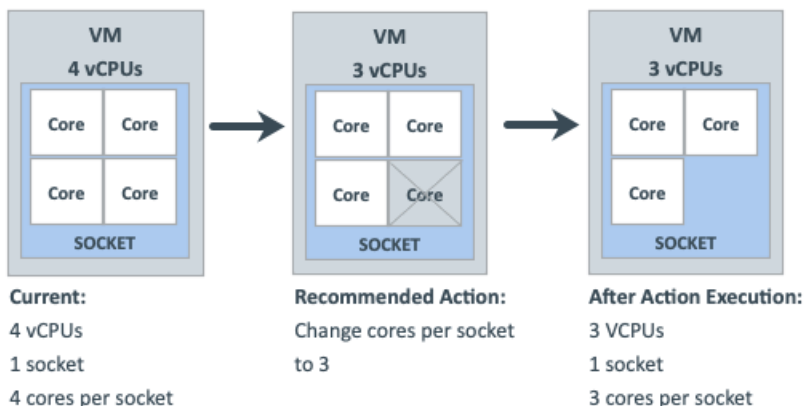 VM
4 vCPUs
Core Core
Core Core
SOCKET
Current:
4 vCPUs
1 socket
4 cores per socket
VM
3 vCPUs
Core Core
Core Core
SOCKET
Recommended Action:
Change cores per socket
to 3
VM
3 vCPUs
Core Core
Core
SOCKET
After Action Execution:
3 VCPUs
1 socket
3 cores per socket